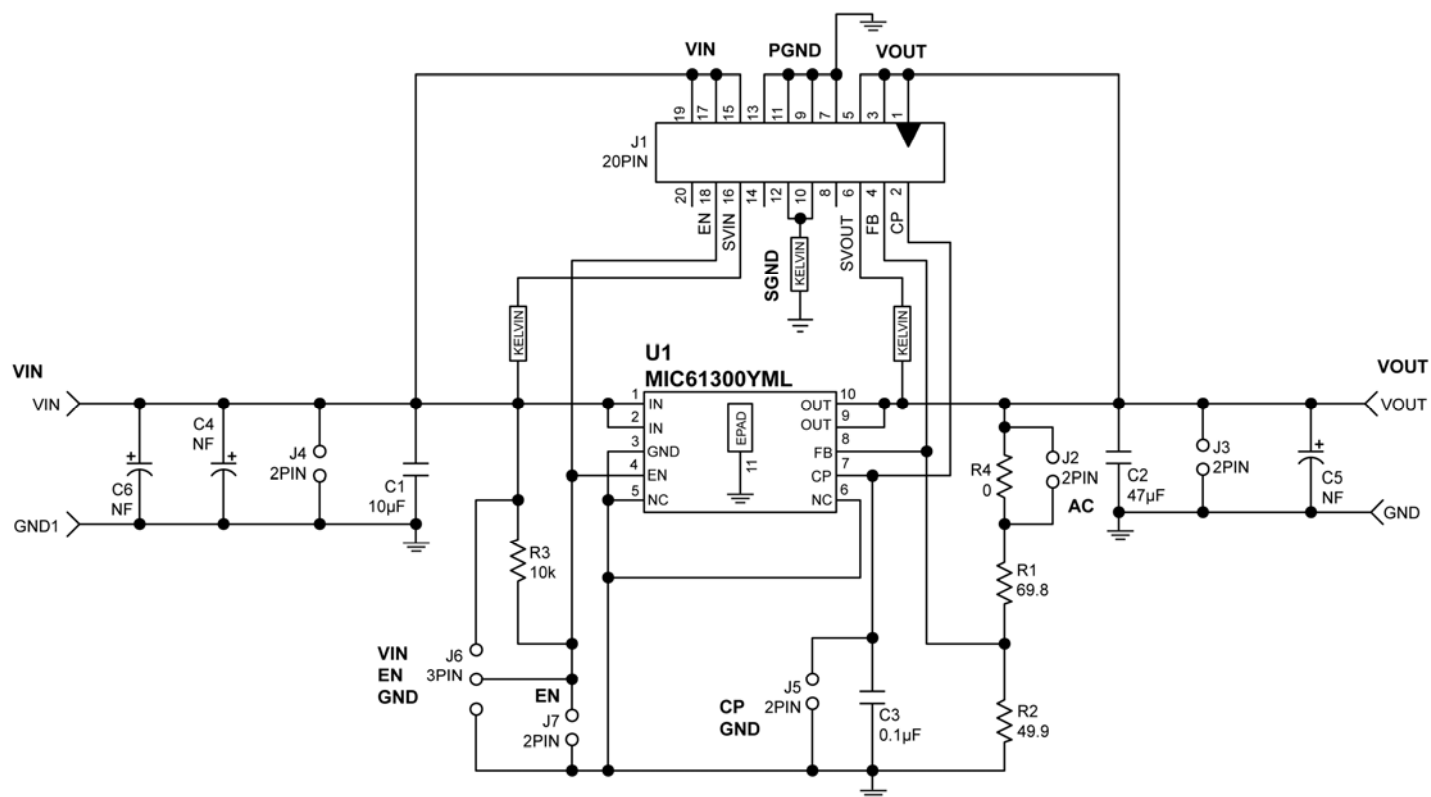 VIN
PGND
VOUT
19
17
15
13
11
9
7
5
3
1
J1
20PIN
20
18
16
14
12
10
8
6
4
2
EN
SVIN
SVOUT
FB
CP
SGND
KELVIN
KELVIN
KELVIN
U1
MIC61300YML
VIN
VIN
VOUT
VOUT
1
IN
2
IN
3
GND
4
EN
5
NC
EPAD
11
OUT
10
OUT
9
FB
8
CP
7
NC
6
C6
NF
C4
NF
J4
2PIN
C1
10µF
GND1
R4
0
J2
2PIN
AC
C2
47µF
J3
2PIN
C5
NF
GND
R3
10k
R1
69.8
VIN
EN
GND
J6
3PIN
EN
J7
2PIN
CP
GND
J5
2PIN
C3
0.1µF
R2
49.9